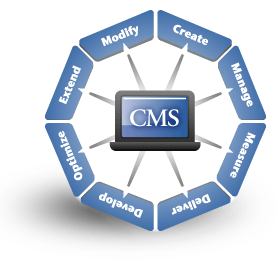 Modify
Create
Manage
Measure
Deliver
Develop
Optimize
Extend
CMS